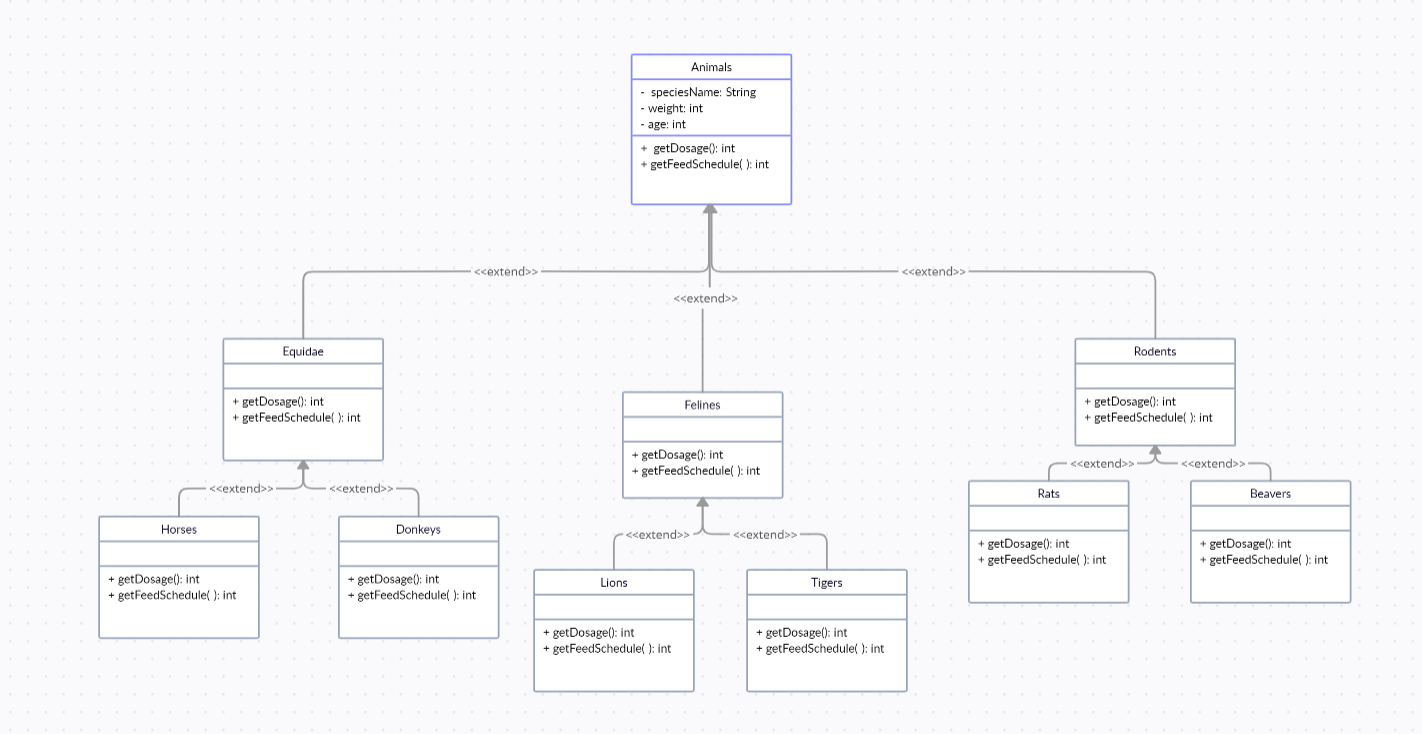 Animals
- speciesName: String
- weight: int
- age: int
+ getDosage(): int
+ getFeedSchedule( ): int
<<extend>>
<<extend>>
<<extend>>
Equidae
+ getDosage(): int
+ getFeedSchedule( ): int
Felines
+ getDosage(): int
+ getFeedSchedule( ): int
Rodents
+ getDosage(): int
+ getFeedSchedule( ): int
<<extend>>
<<extend>>
Horses
+ getDosage(): int
+ getFeedSchedule( ): int
Donkeys
+ getDosage(): int
+ getFeedSchedule( ): int
<<extend>>
<<extend>>
Lions
+ getDosage(): int
+ getFeedSchedule( ): int
Tigers
+ getDosage(): int
+ getFeedSchedule( ): int
<<extend>>
<<extend>>
Rats
+ getDosage(): int
+ getFeedSchedule( ): int
Beavers
+ getDosage(): int
+ getFeedSchedule( ): int